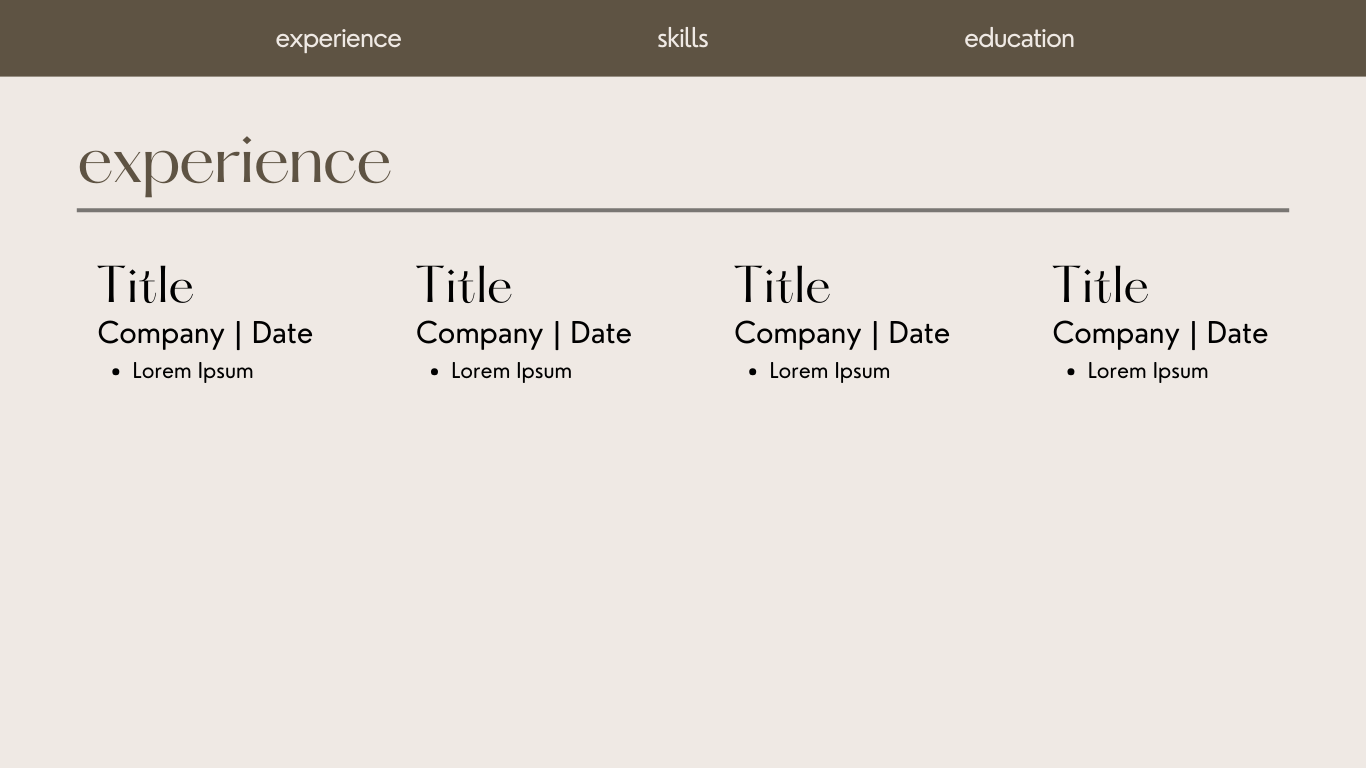 experience skills education
experience
Title
Company | Date
• Lorem Ipsum
Title
Company | Date
• Lorem Ipsum
Title
Company | Date
• Lorem Ipsum
Title
Company | Date
• Lorem Ipsum